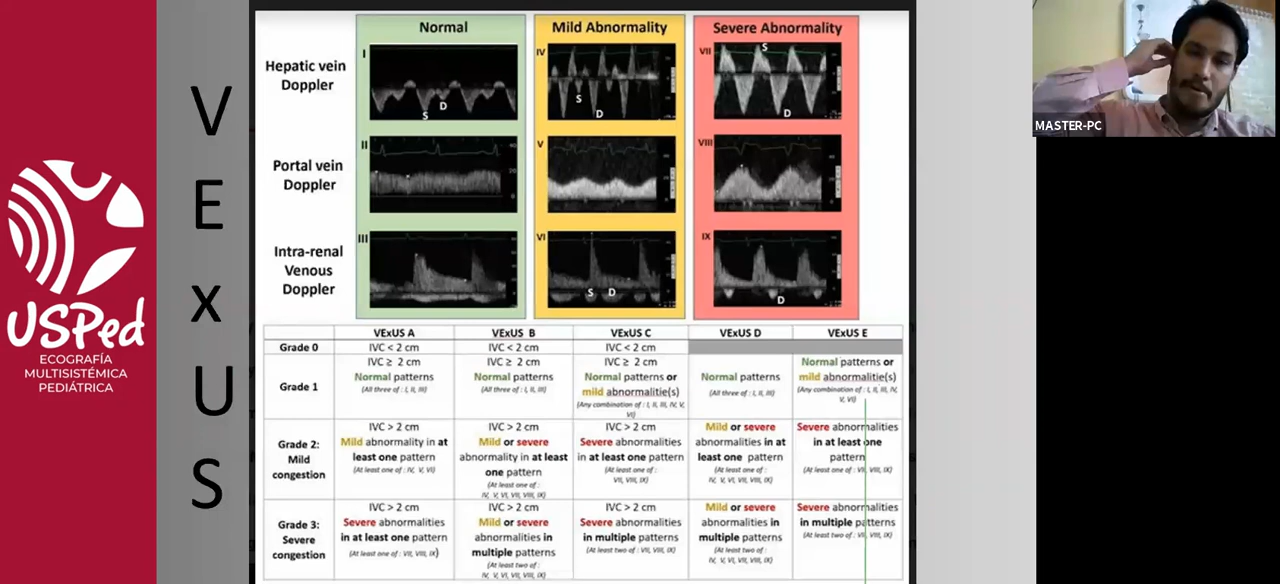 V
E
x
U
S
USPed
ECOGRAFÍA
MULTISISTÉMICA
PEDIÁTRICA
Normal
Mild Abnormality
Severe Abnormality
Hepatic vein
Doppler
I
S
D
IV
S
D
VII
S
D
Portal vein
Doppler
II
V
VIII
Intra-renal
Venous
Doppler
III
VI
S D
IX
D
VExUS A
VExUS B
VExUS C
VExUS D
VExUS E
Grade 0
IVC < 2 cm
IVC < 2 cm
IVC < 2 cm
Grade 1
IVC ≥ 2 cm
Normal patterns
(All three of : I, II, III)
IVC ≥ 2 cm
Normal patterns
(All three of : I, II, III)
IVC ≥ 2 cm
Normal patterns or
mild abnormalitie(s)
(Any combination of : I, II, III, IV, V,
VI)
Normal patterns
(All three of : I, II, III)
Normal patterns or
mild abnormalitie(s)
(Any combination of : I, II, III, IV,
V, VI)
Grade 2:
Mild
congestion
IVC > 2 cm
Mild abnormality in at
least one pattern
(At least one of : IV, V, VI)
IVC > 2 cm
Mild or severe
abnormality in at least
one pattern
(At least one of :
IV, V, VI, VII, VIII, IX)
IVC > 2 cm
Severe abnormalities
in at least one pattern
(At least one of :
VII, VIII, IX)
Mild or severe
abnormalities in at
least one pattern
(At least one of :
IV, V, VI, VII, VIII, IX)
Severe abnormalities
in at least one
pattern
(At least one of : VII, VIII, IX)
Grade 3:
Severe
congestion
IVC > 2 cm
Severe abnormalities
in at least one pattern
(At least one of : VII, VIII, IX)
IVC > 2 cm
Mild or severe
abnormalities in
multiple patterns
(At least two of :
IV, V, VI, VII, VIII, IX)
IVC > 2 cm
Severe abnormalities
in multiple patterns
(At least two of : VII, VIII, IX)
Mild or severe
abnormalities in
multiple patterns
(At least two of :
IV, V, VI, VII, VIII, IX)
Severe abnormalities
in multiple patterns
(At least two of : VII, VIII, IX)
MASTER-PC